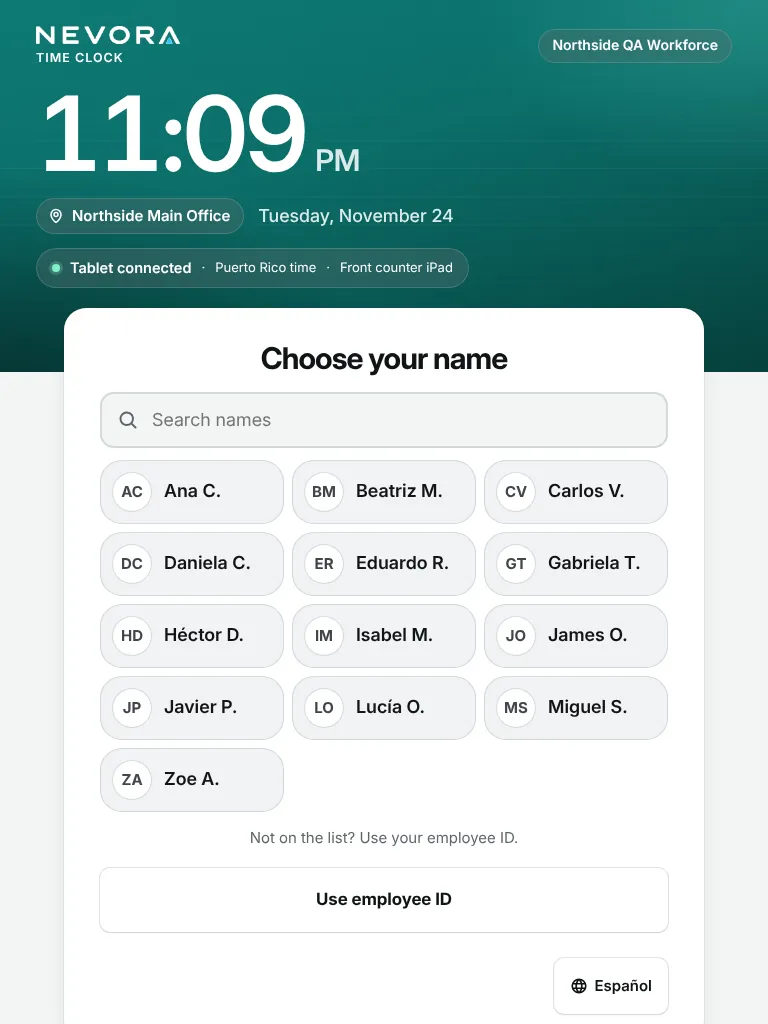 NEVORA
TIME CLOCK
Northside QA Workforce
11:09 PM
Northside Main Office
Tuesday, November 24
Tablet connected · Puerto Rico time · Front counter iPad
Choose your name
Search names
AC Ana C.
BM Beatriz M.
CV Carlos V.
DC Daniela C.
ER Eduardo R.
GT Gabriela T.
HD Héctor D.
IM Isabel M.
JO James O.
JP Javier P.
LO Lucía O.
MS Miguel S.
ZA Zoe A.
Not on the list? Use your employee ID.
Use employee ID
Español